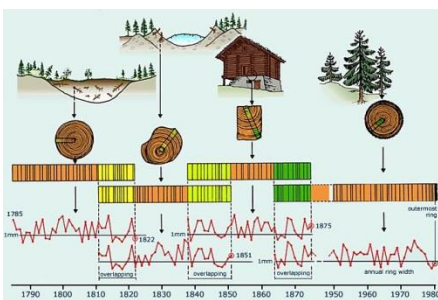 outermost
ring
1785
1mm
1822
1mm
1851
1875
1mm
overlapping
overlapping
overlapping
annual ring width
1790
1800
1810
1820
1830
1840
1850
1860
1870
1950
1960
1970
1980